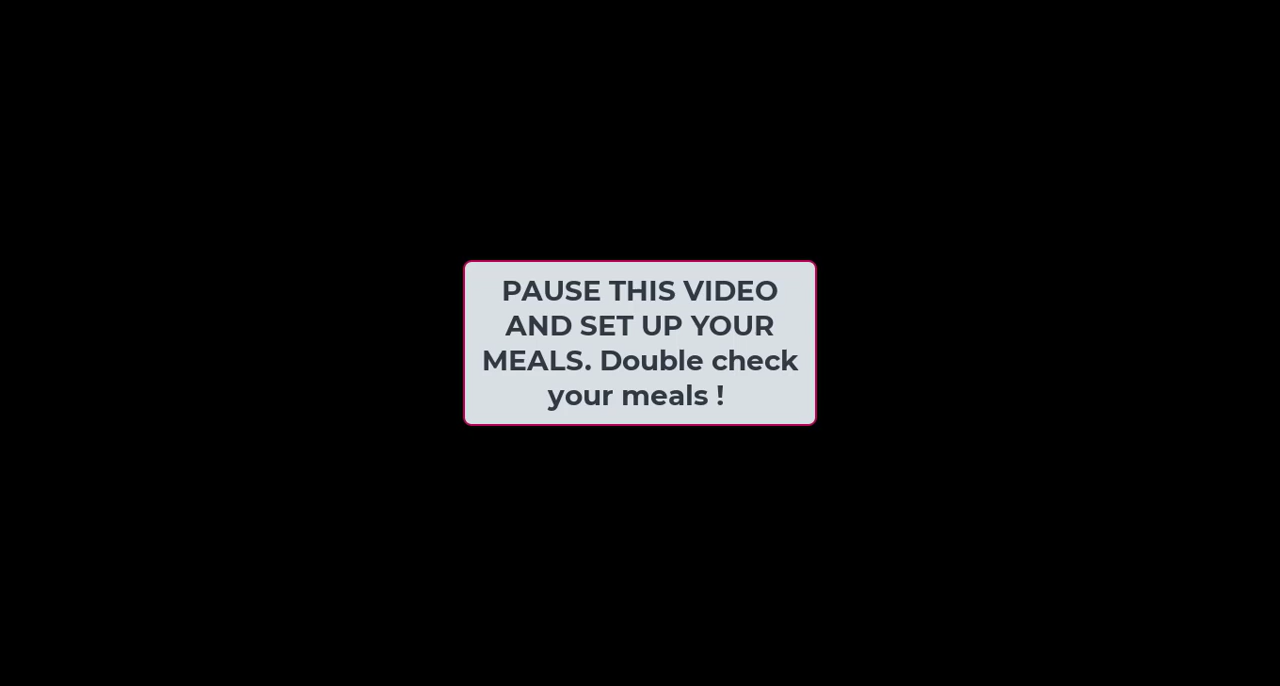 PAUSE THIS VIDEO
AND SET UP YOUR
MEALS. Double check
your meals !